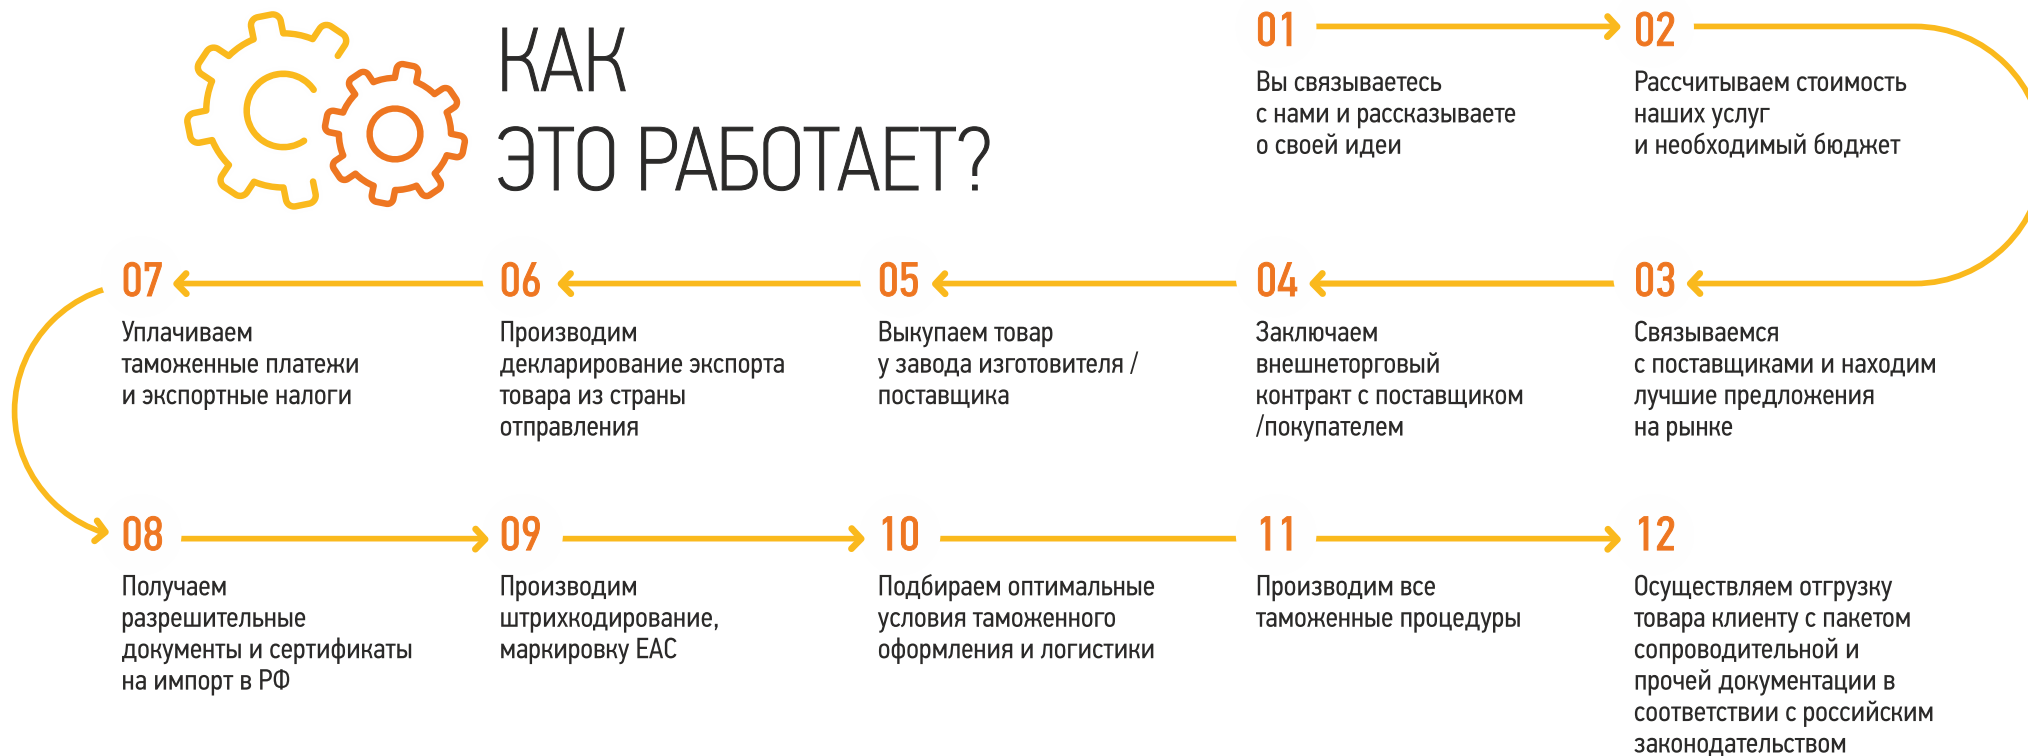 КАК
ЭТО РАБОТАЕТ?
01
Вы связываетесь
с нами и рассказываете
о своей идеи
02
Рассчитываем стоимость
наших услуг
и необходимый бюджет
03
Связываемся
с поставщиками и находим
лучшие предложения
на рынке
04
Заключаем
внешнеторговый
контракт с поставщиком
/покупателем
05
Выкупаем товар
у завода изготовителя /
поставщика
06
Производим
декларирование экспорта
товара из страны
отправления
07
Уплачиваем
таможенные платежи
и экспортные налоги
08
Получаем
разрешительные
документы и сертификаты
на импорт в РФ
09
Производим
штрихкодирование,
маркировку ЕАС
10
Подбираем оптимальные
условия таможенного
оформления и логистики
11
Производим все
таможенные процедуры
12
Осуществляем отгрузку
товара клиенту с пакетом
сопроводительной и
прочей документации в
соответствии с российским
законодательством